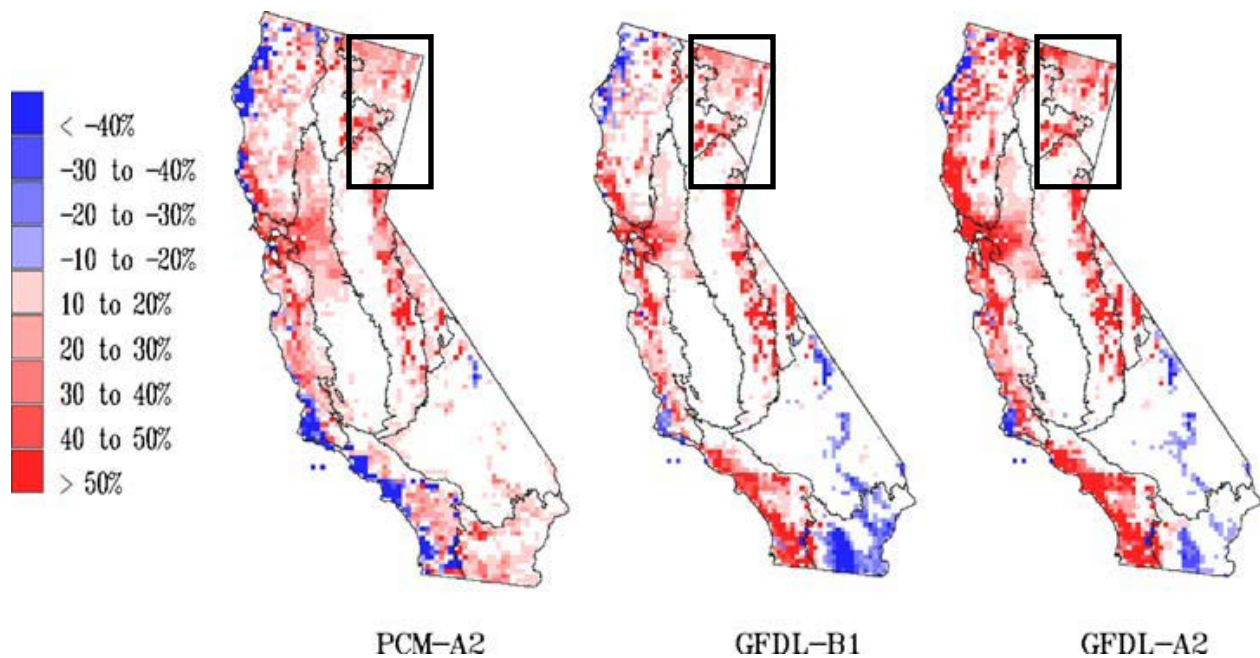 < -40%
-30 to -40%
-20 to -30%
-10 to -20%
10 to 20%
20 to 30%
30 to 40%
40 to 50%
> 50%
PCM-A2 GFDL-B1 GFDL-A2